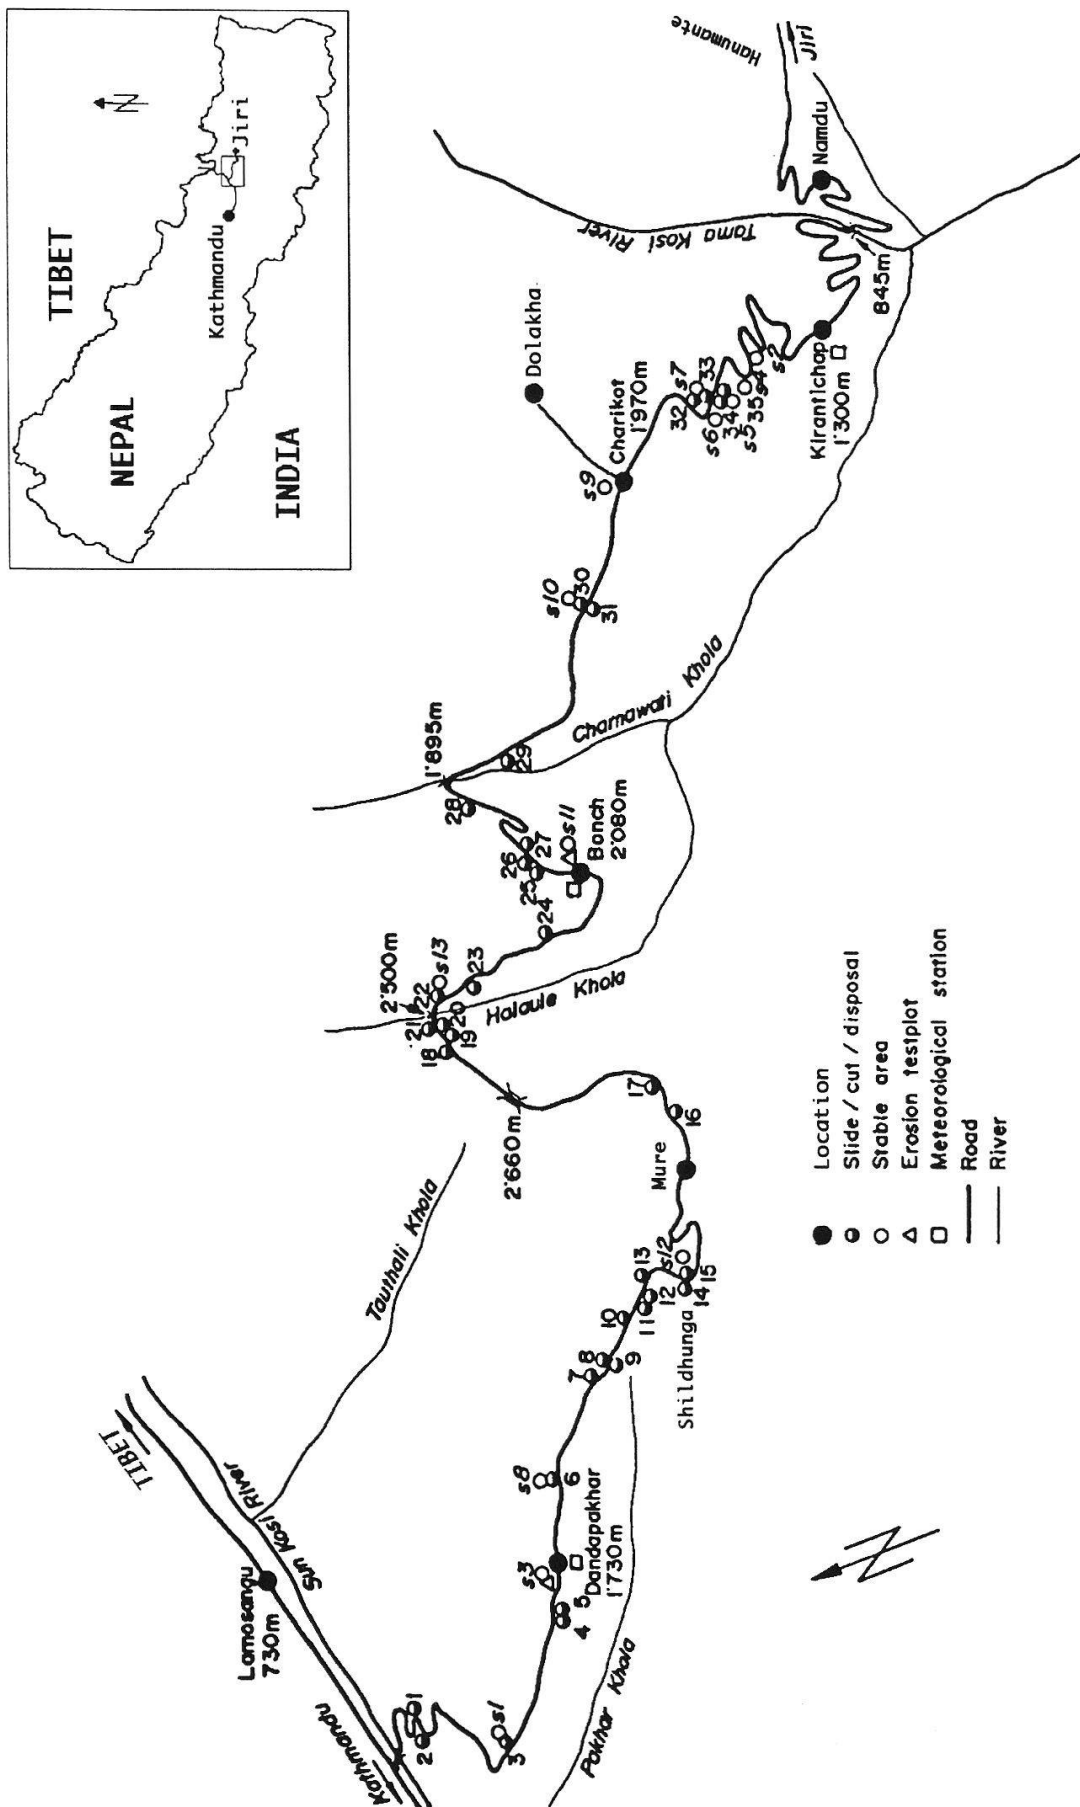 TIBET
NEPAL
INDIA
N
Kathmandu
Jiri
Kathmandu
TIBET
Lamosangu
730m
Sun Kosi River
Tauthali Khola
Pakhar Khola
1
2
3
s1
4
5
s3
Dandapakhar
1'730m
s8
6
7
8
9
10
11
12
13
Shildhunga
14
15
s12
Mure
16
17
2'660m
18
19
20
21
22
2'500m
s13
23
Halaule Khola
24
25
26
27
s11
Bonch
2'080m
28
1'895m
29
Charnawati Khola
s10
30
31
s9
Charikot
1'970m
Dolakha
32
s7
33
s6
34
s5
35
s4
s2
Kirantichap
1'300m
845m
Tama Kosi
River
Namdu
Jiri
Hanumante
N
Location
Slide / cut / disposal
Stable area
Erosion testplot
Meteorological station
Road
River